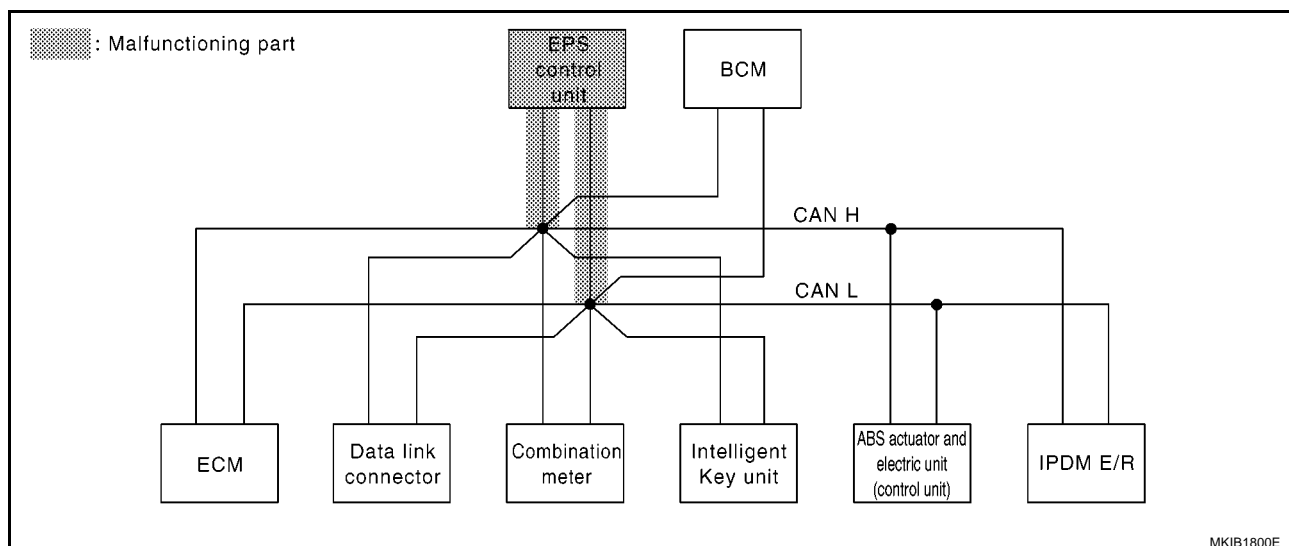 : Malfunctioning part
EPS
control
unit
BCM
CAN H
CAN L
ECM
Data link
connector
Combination
meter
Intelligent
Key unit
ABS actuator and
electric unit
(control unit)
IPDM E/R
MKIB1800E